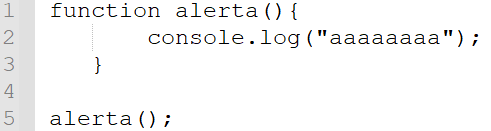 1 function alerta(){
2 console.log("aaaaaaaa");
3 }
4
5 alerta();